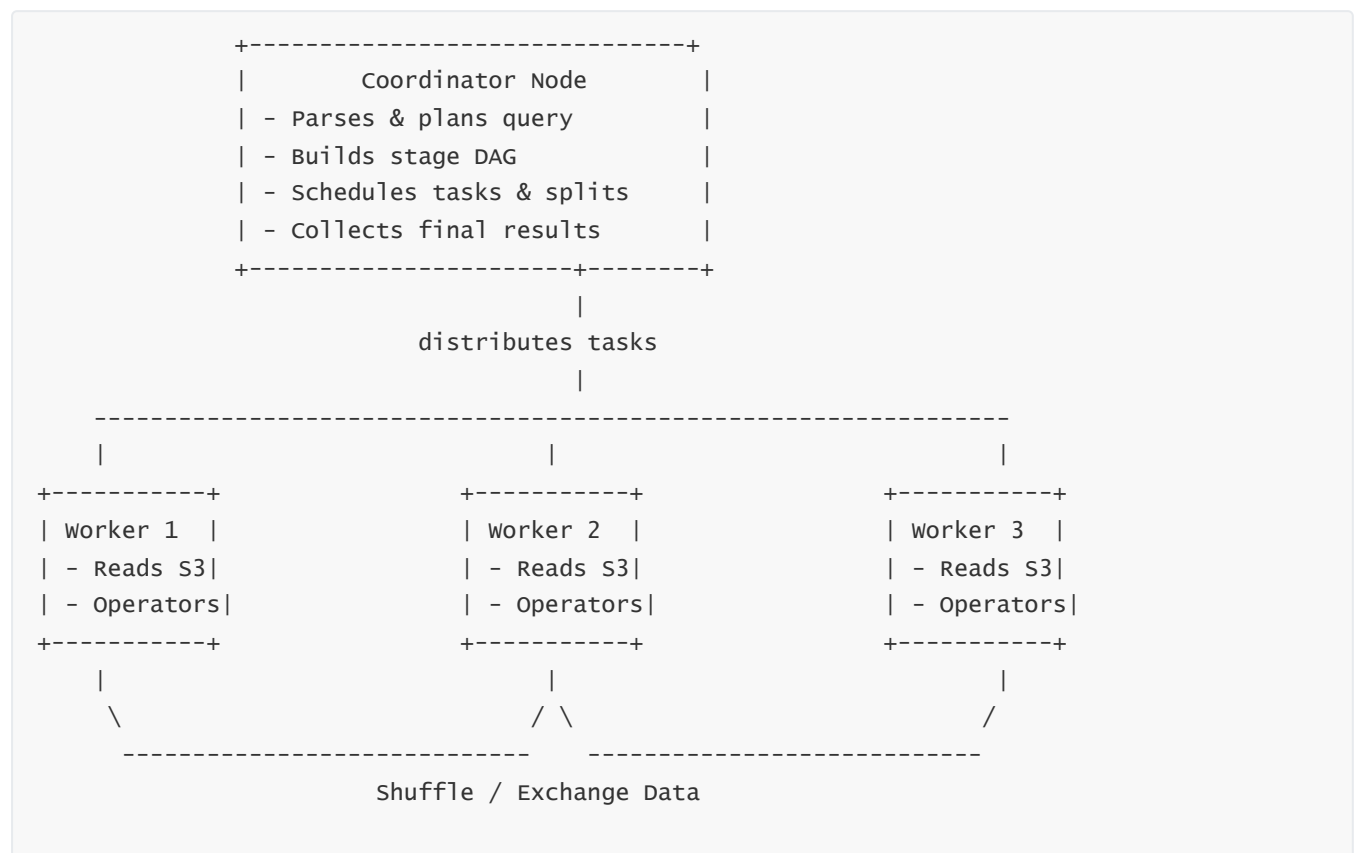 +-------------------------------+
|        Coordinator Node        |
| - Parses & plans query         |
| - Builds stage DAG             |
| - Schedules tasks & splits     |
| - Collects final results       |
+------------------------+--------+
|
distributes tasks
|
-----------------------------------------------------------------
|                               |                               |
+-----------+                 +-----------+                 +-----------+
| Worker 1  |                 | Worker 2  |                 | Worker 3  |
| - Reads S3|                 | - Reads S3|                 | - Reads S3|
| - Operators|                | - Operators|                | - Operators|
+-----------+                 +-----------+                 +-----------+
|                               |                               |
\                             / \                             /
-----------------------------    ----------------------------
Shuffle / Exchange Data